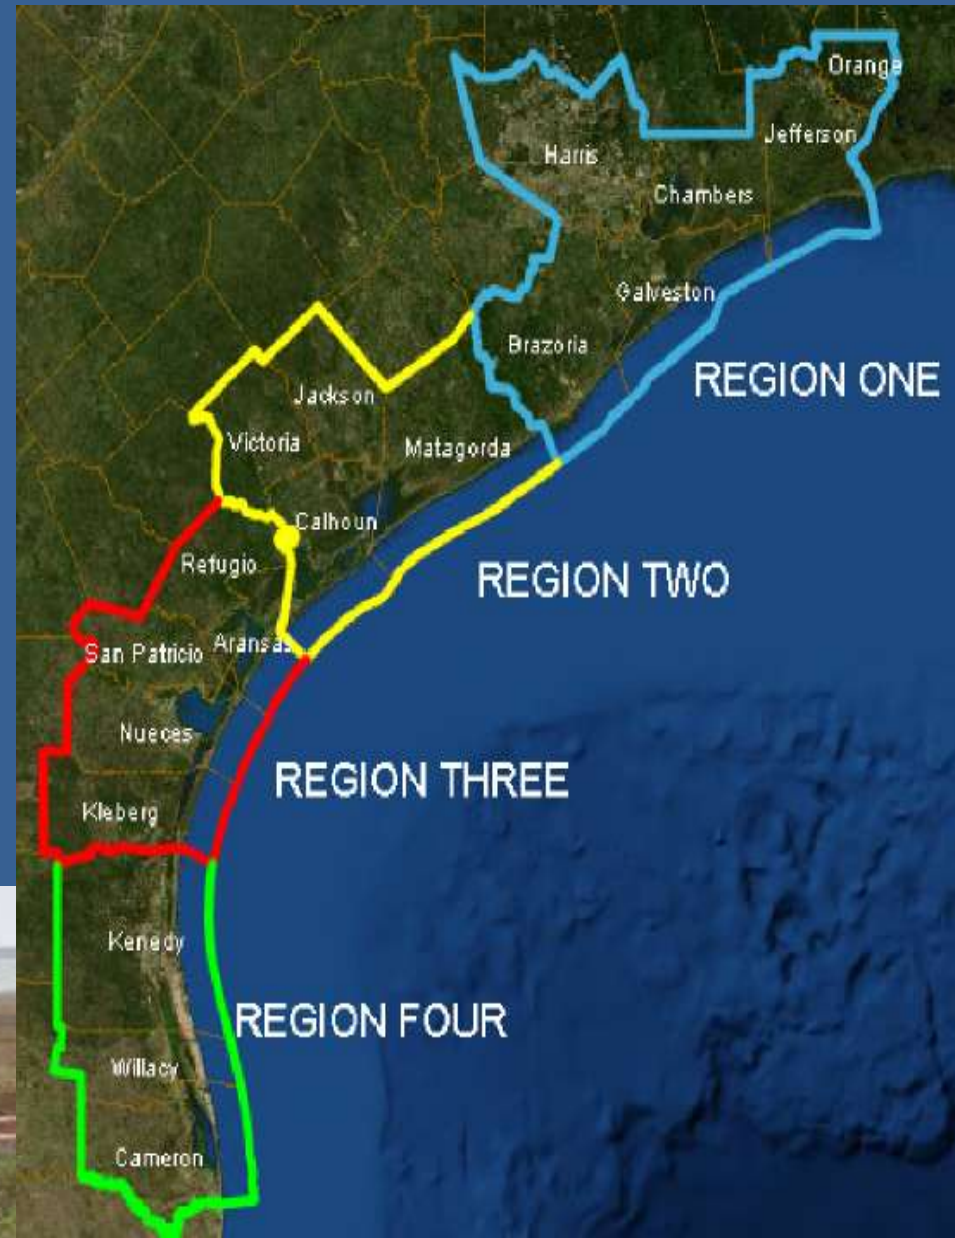 Orange
Jefferson
Harris
Chambers
Galveston
Brazoria
REGION ONE
Jackson
Victoria
Matagorda
Calhoun
Refugio
REGION TWO
Aransas
San Patricio
Nueces
REGION THREE
Kleberg
Kenedy
REGION FOUR
Willacy
Cameron